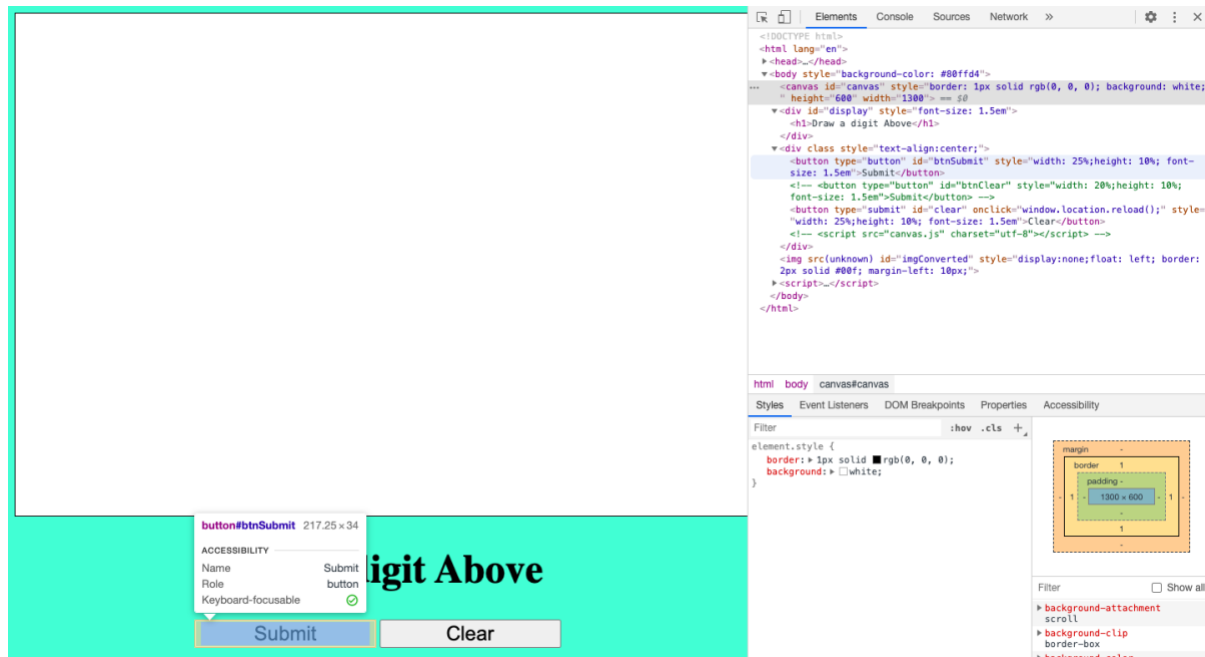 Elements Console Sources Network »
<!DOCTYPE html>
<html lang="en">
<head>…</head>
<body style="background-color: #80ffd4">
<canvas id="canvas" style="border: 1px solid rgb(0, 0, 0); background: white;
" height="600" width="1300"> == $0
<div id="display" style="font-size: 1.5em">
<h1>Draw a digit Above</h1>
</div>
<div class style="text-align:center;">
<button type="button" id="btnSubmit" style="width: 25%;height: 10%; font-
size: 1.5em">Submit</button>
<!-- <button type="button" id="btnClear" style="width: 20%;height: 10%;
font-size: 1.5em">Submit</button> -->
<button type="submit" id="clear" onclick="window.location.reload();" style=
"width: 25%;height: 10%; font-size: 1.5em">Clear</button>
<!-- <script src="canvas.js" charset="utf-8"></script> -->
</div>
<img src(unknown) id="imgConverted" style="display:none;float: left; border:
2px solid #00f; margin-left: 10px;">
<script>…</script>
</body>
</html>
html body canvas#canvas
Styles Event Listeners DOM Breakpoints Properties Accessibility
Filter :hov .cls +
element.style {
border: 1px solid rgb(0, 0, 0);
background: white;
}
margin -
border 1
padding -
- 1 - 1300 × 600 - 1 -
-
1
-
Filter Show all
background-attachment
scroll
background-clip
border-box
button#btnSubmit 217.25 × 34
ACCESSIBILITY
Name Submit
Role button
Keyboard-focusable
igit Above
Submit Clear